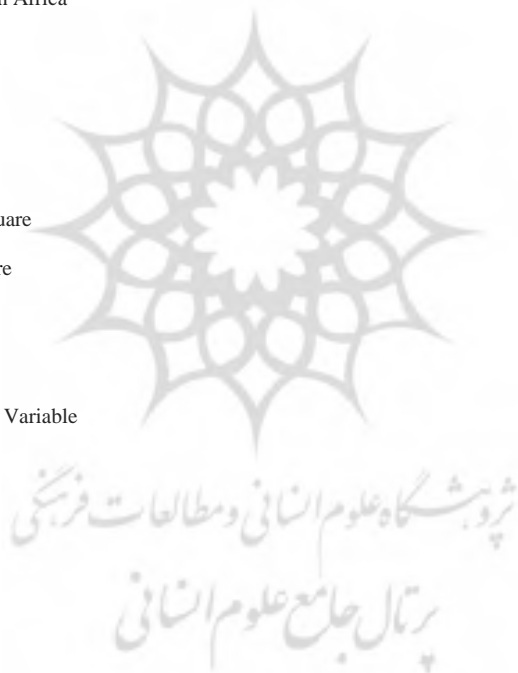 n Africa
uare
re
Variable
پژوهشگاه علوم انسانی و مطالعات فرهنگی
پرتال جامع علوم انسانی